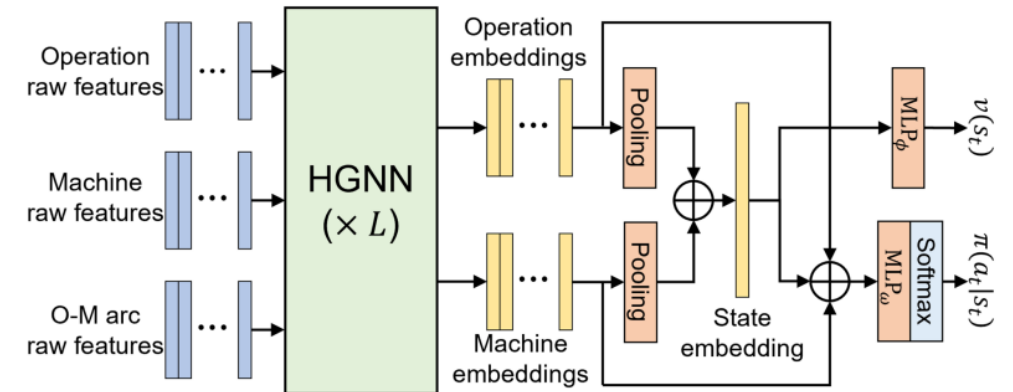 Operation
raw features
...
Machine
raw features
...
O-M arc
raw features
...
HGNN
(× L)
Operation
embeddings
...
Pooling
...
Machine
embeddings
Pooling
State
embedding
MLPϕ
v(sₜ)
MLPω
Softmax
π(aₜ|sₜ)